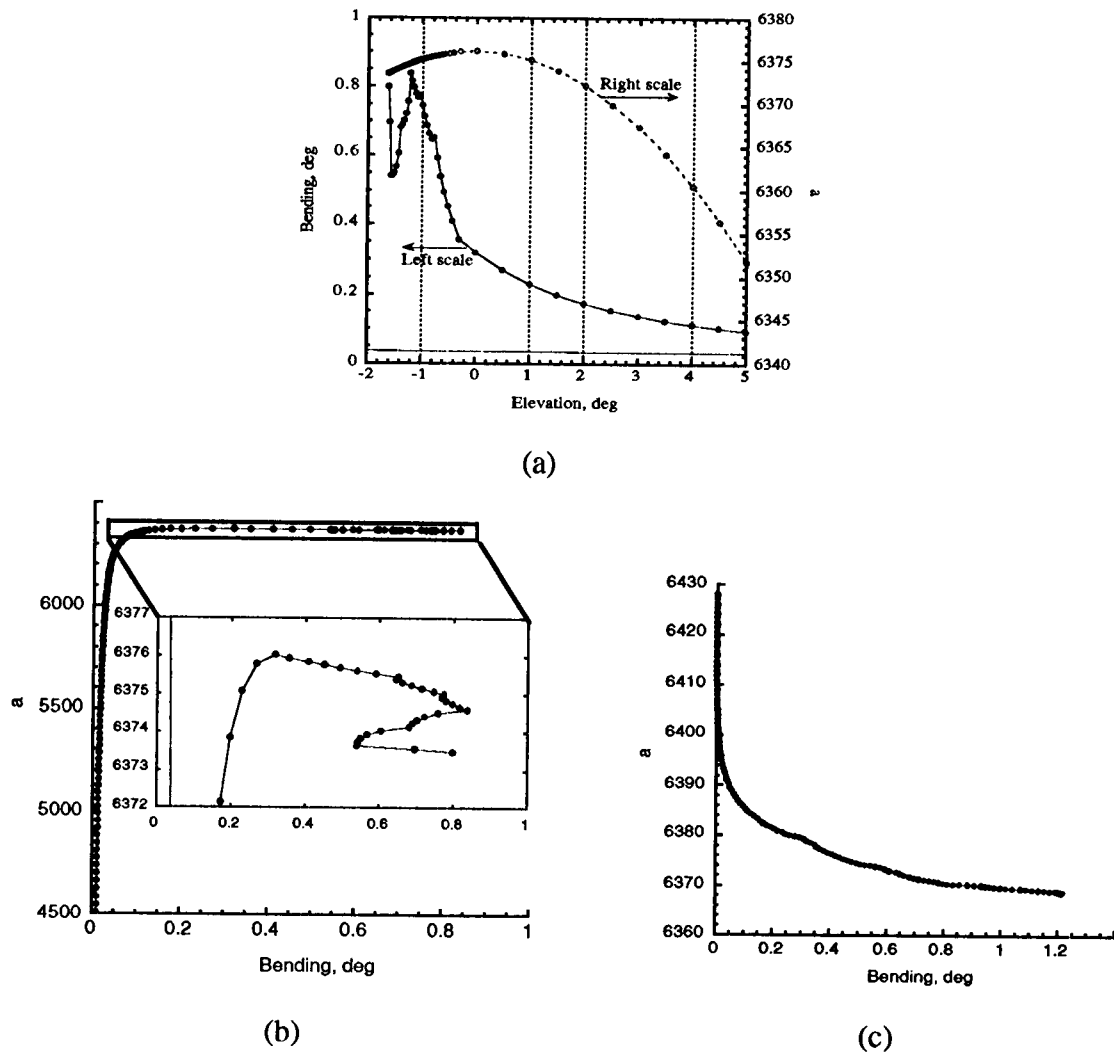 1
0.8
0.6
0.4
0.2
0
Bending, deg
6380
6375
6370
6365
6360
6355
6350
6345
6340
a
Right scale
Left scale
-2 -1 0 1 2 3 4 5
Elevation, deg
(a)
6000
5500
5000
4500
a
6377
6376
6375
6374
6373
6372
0 0.2 0.4 0.6 0.8 1
0 0.2 0.4 0.6 0.8 1
Bending, deg
(b)
6430
6420
6410
6400
6390
6380
6370
6360
a
0 0.2 0.4 0.6 0.8 1 1.2
Bending, deg
(c)